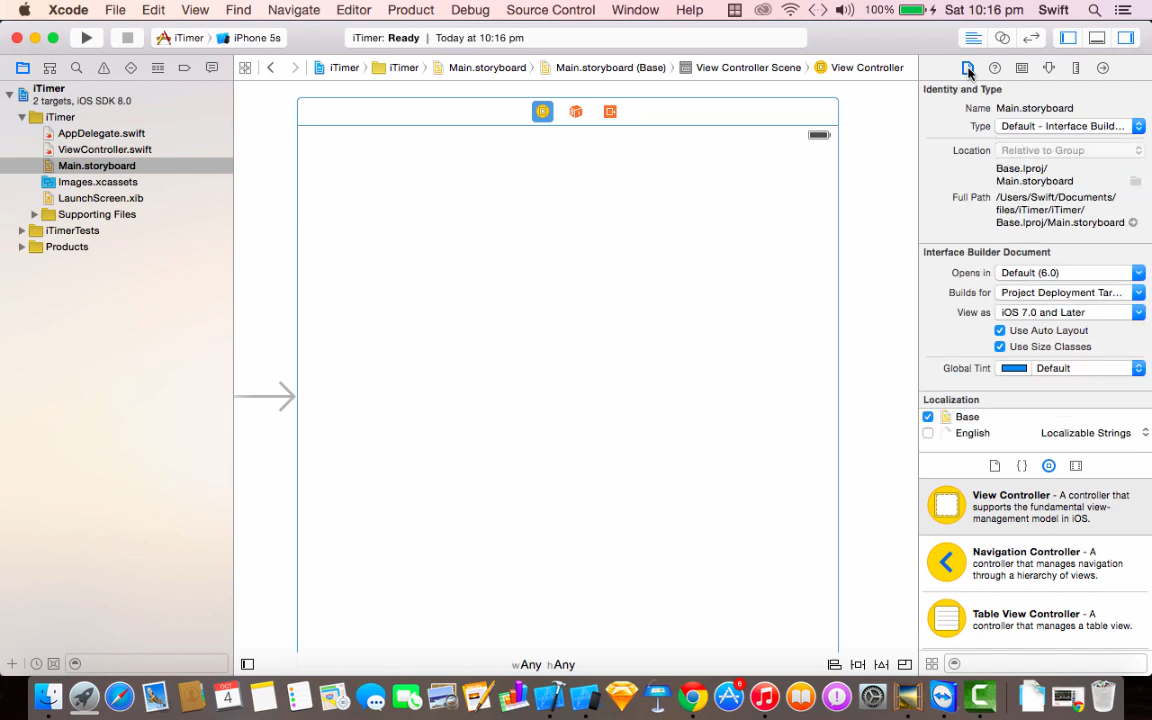 Xcode File Edit View Find Navigate Editor Product Debug Source Control Window Help 100% Sat 10:16 pm Swift
iTimer iPhone 5s iTimer: Ready | Today at 10:16 pm
iTimer iTimer Main.storyboard Main.storyboard (Base) View Controller Scene View Controller
iTimer
2 targets, iOS SDK 8.0
iTimer
AppDelegate.swift
ViewController.swift
Main.storyboard
Images.xcassets
LaunchScreen.xib
Supporting Files
iTimerTests
Products
wAny hAny
Identity and Type
Name Main.storyboard
Type Default - Interface Build...
Location Relative to Group
Base.lproj/
Main.storyboard
Full Path /Users/Swift/Documents/
files/iTimer/iTimer/
Base.lproj/Main.storyboard
Interface Builder Document
Opens in Default (6.0)
Builds for Project Deployment Tar...
View as iOS 7.0 and Later
Use Auto Layout
Use Size Classes
Global Tint Default
Localization
Base
English Localizable Strings
{ }
View Controller - A controller that
supports the fundamental view-
management model in iOS.
Navigation Controller - A
controller that manages navigation
through a hierarchy of views.
Table View Controller - A
controller that manages a table view.
OCT
4
6